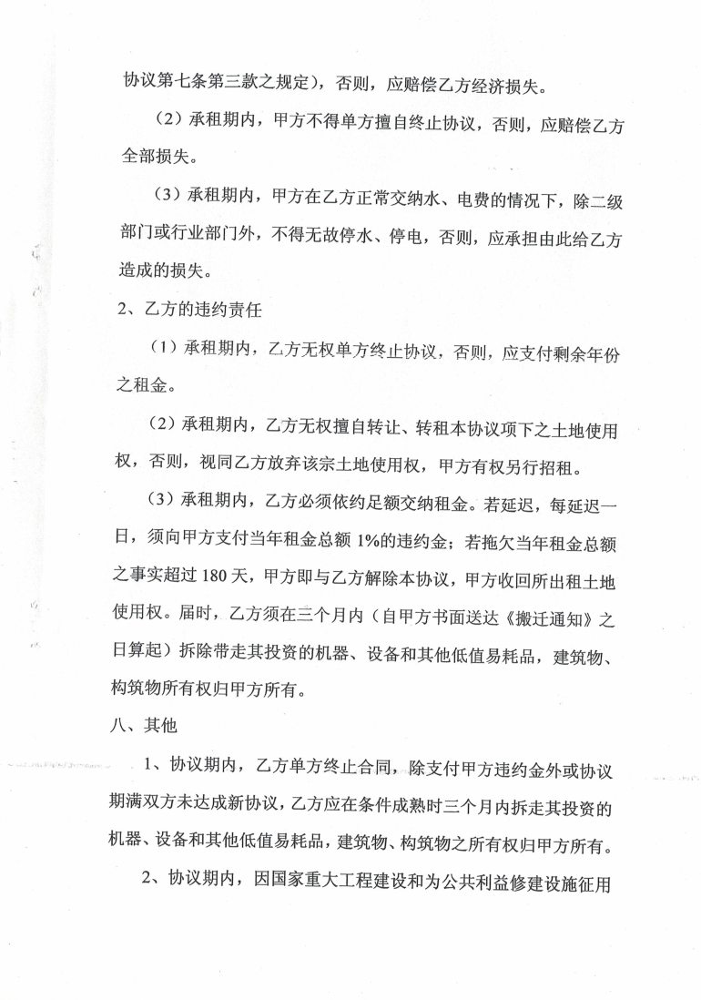 协议第七条第三款之规定），否则，应赔偿乙方经济损失。
（2）承租期内，甲方不得单方擅自终止协议，否则，应赔偿乙方
全部损失。
（3）承租期内，甲方在乙方正常交纳水、电费的情况下，除二级
部门或行业部门外，不得无故停水、停电，否则，应承担由此给乙方
造成的损失。
2、乙方的违约责任
（1）承租期内，乙方无权单方终止协议，否则，应支付剩余年份
之租金。
（2）承租期内，乙方无权擅自转让、转租本协议项下之土地使用
权，否则，视同乙方放弃该宗土地使用权，甲方有权另行招租。
（3）承租期内，乙方必须依约足额交纳租金。若延迟，每延迟一
日，须向甲方支付当年租金总额 1%的违约金；若拖欠当年租金总额
之事实超过 180 天，甲方即与乙方解除本协议，甲方收回所出租土地
使用权。届时，乙方须在三个月内（自甲方书面送达《搬迁通知》之
日算起）拆除带走其投资的机器、设备和其他低值易耗品，建筑物、
构筑物所有权归甲方所有。
八、其他
1、协议期内，乙方单方终止合同，除支付甲方违约金外或协议
期满双方未达成新协议，乙方应在条件成熟时三个月内拆走其投资的
机器、设备和其他低值易耗品，建筑物、构筑物之所有权归甲方所有。
2、协议期内，因国家重大工程建设和为公共利益修建设施征用